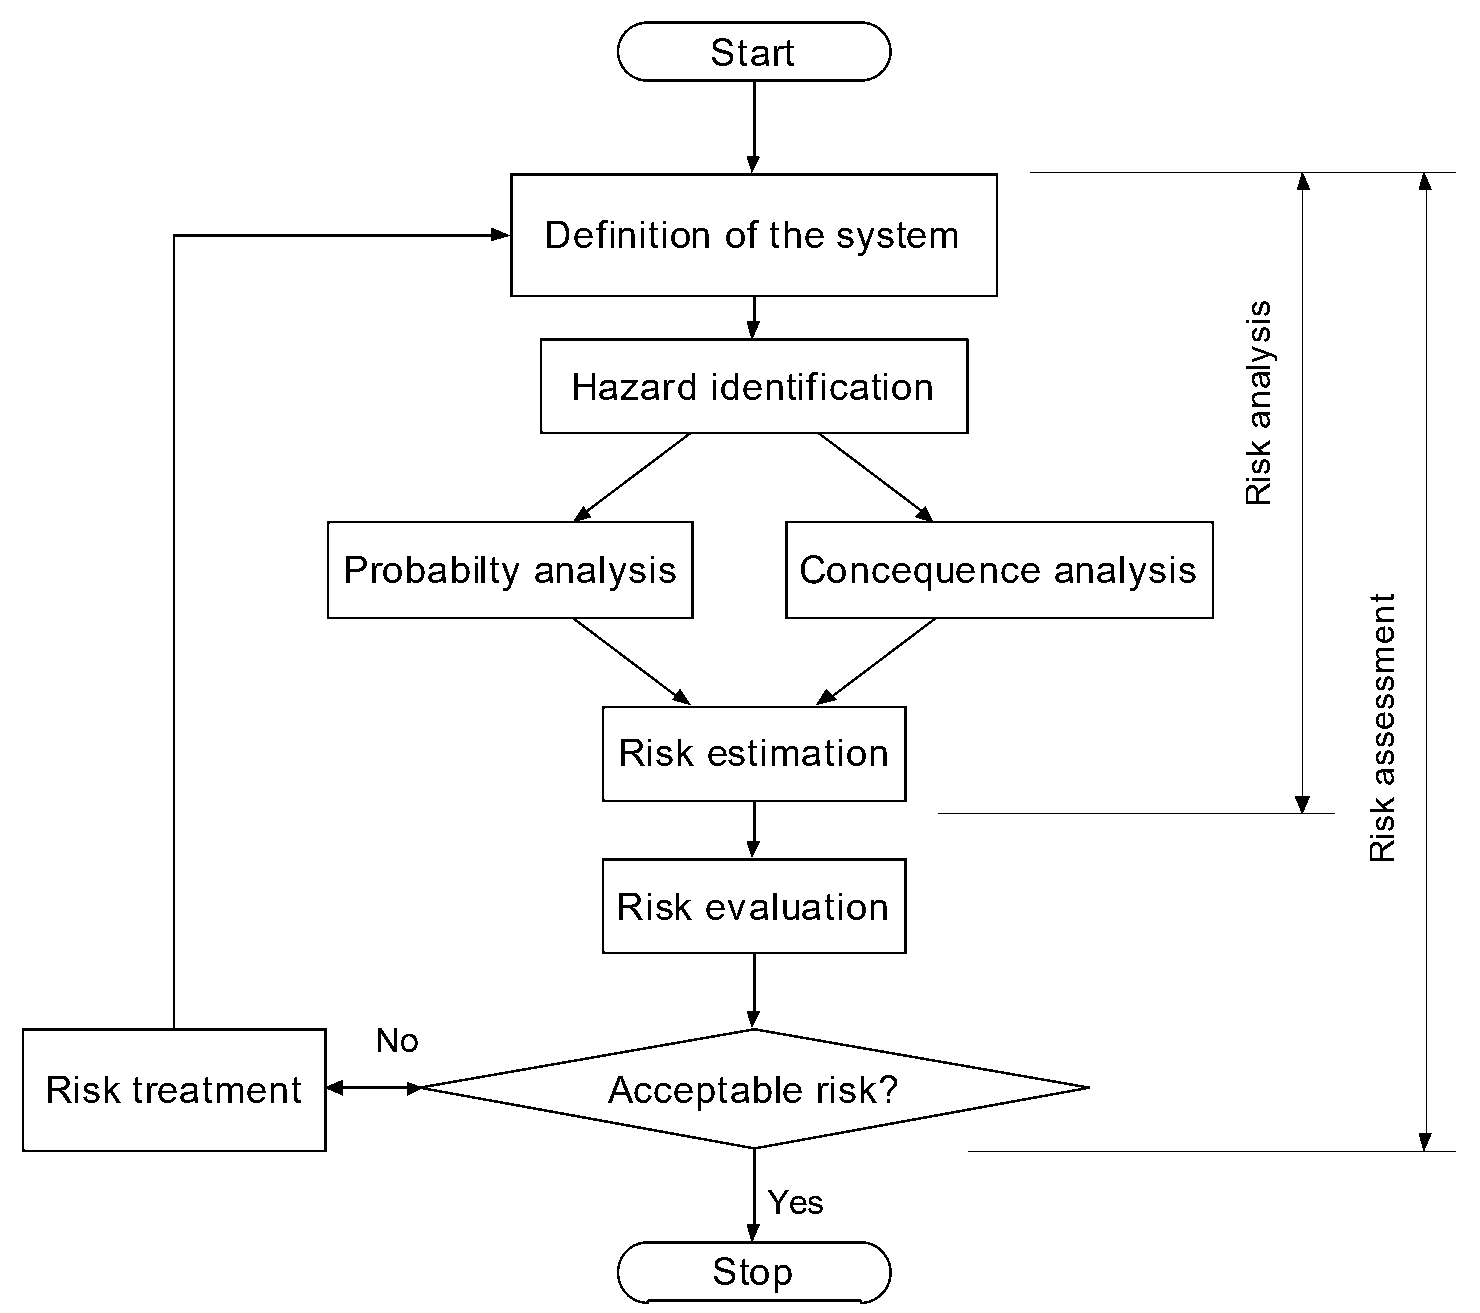 Start
Definition of the system
Hazard identification
Probabilty analysis
Concequence analysis
Risk estimation
Risk evaluation
Acceptable risk?
No
Risk treatment
Yes
Stop
Risk analysis
Risk assessment